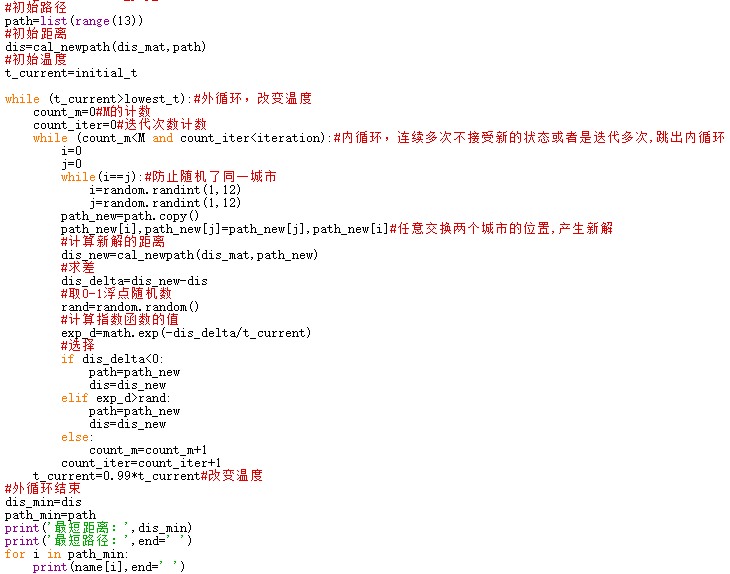 #初始路径
path=list(range(13))
#初始距离
dis=cal_newpath(dis_mat,path)
#初始温度
t_current=initial_t
while (t_current>lowest_t):#外循环，改变温度
    count_m=0#M的计数
    count_iter=0#迭代次数计数
    while (count_m<M and count_iter<iteration):#内循环，连续多次不接受新的状态或者是迭代多次,跳出内循环
        i=0
        j=0
        while(i==j):#防止随机了同一城市
            i=random.randint(1,12)
            j=random.randint(1,12)
        path_new=path.copy()
        path_new[i],path_new[j]=path_new[j],path_new[i]#任意交换两个城市的位置,产生新解
        #计算新解的距离
        dis_new=cal_newpath(dis_mat,path_new)
        #求差
        dis_delta=dis_new-dis
        #取0-1浮点随机数
        rand=random.random()
        #计算指数函数的值
        exp_d=math.exp(-dis_delta/t_current)
        #选择
        if dis_delta<0:
            path=path_new
            dis=dis_new
        elif exp_d>rand:
            path=path_new
            dis=dis_new
        else:
            count_m=count_m+1
        count_iter=count_iter+1
    t_current=0.99*t_current#改变温度
#外循环结束
dis_min=dis
path_min=path
print('最短距离：',dis_min)
print('最短路径：',end=' ')
for i in path_min:
    print(name[i],end=' ')